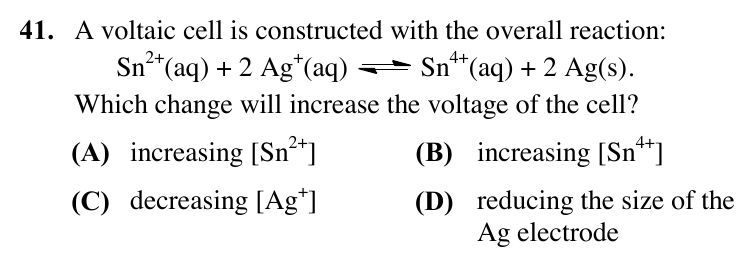 41. A voltaic cell is constructed with the overall reaction:
Sn²⁺(aq) + 2 Ag⁺(aq) ⇌ Sn⁴⁺(aq) + 2 Ag(s).
Which change will increase the voltage of the cell?
(A) increasing [Sn²⁺] (B) increasing [Sn⁴⁺]
(C) decreasing [Ag⁺] (D) reducing the size of the
Ag electrode